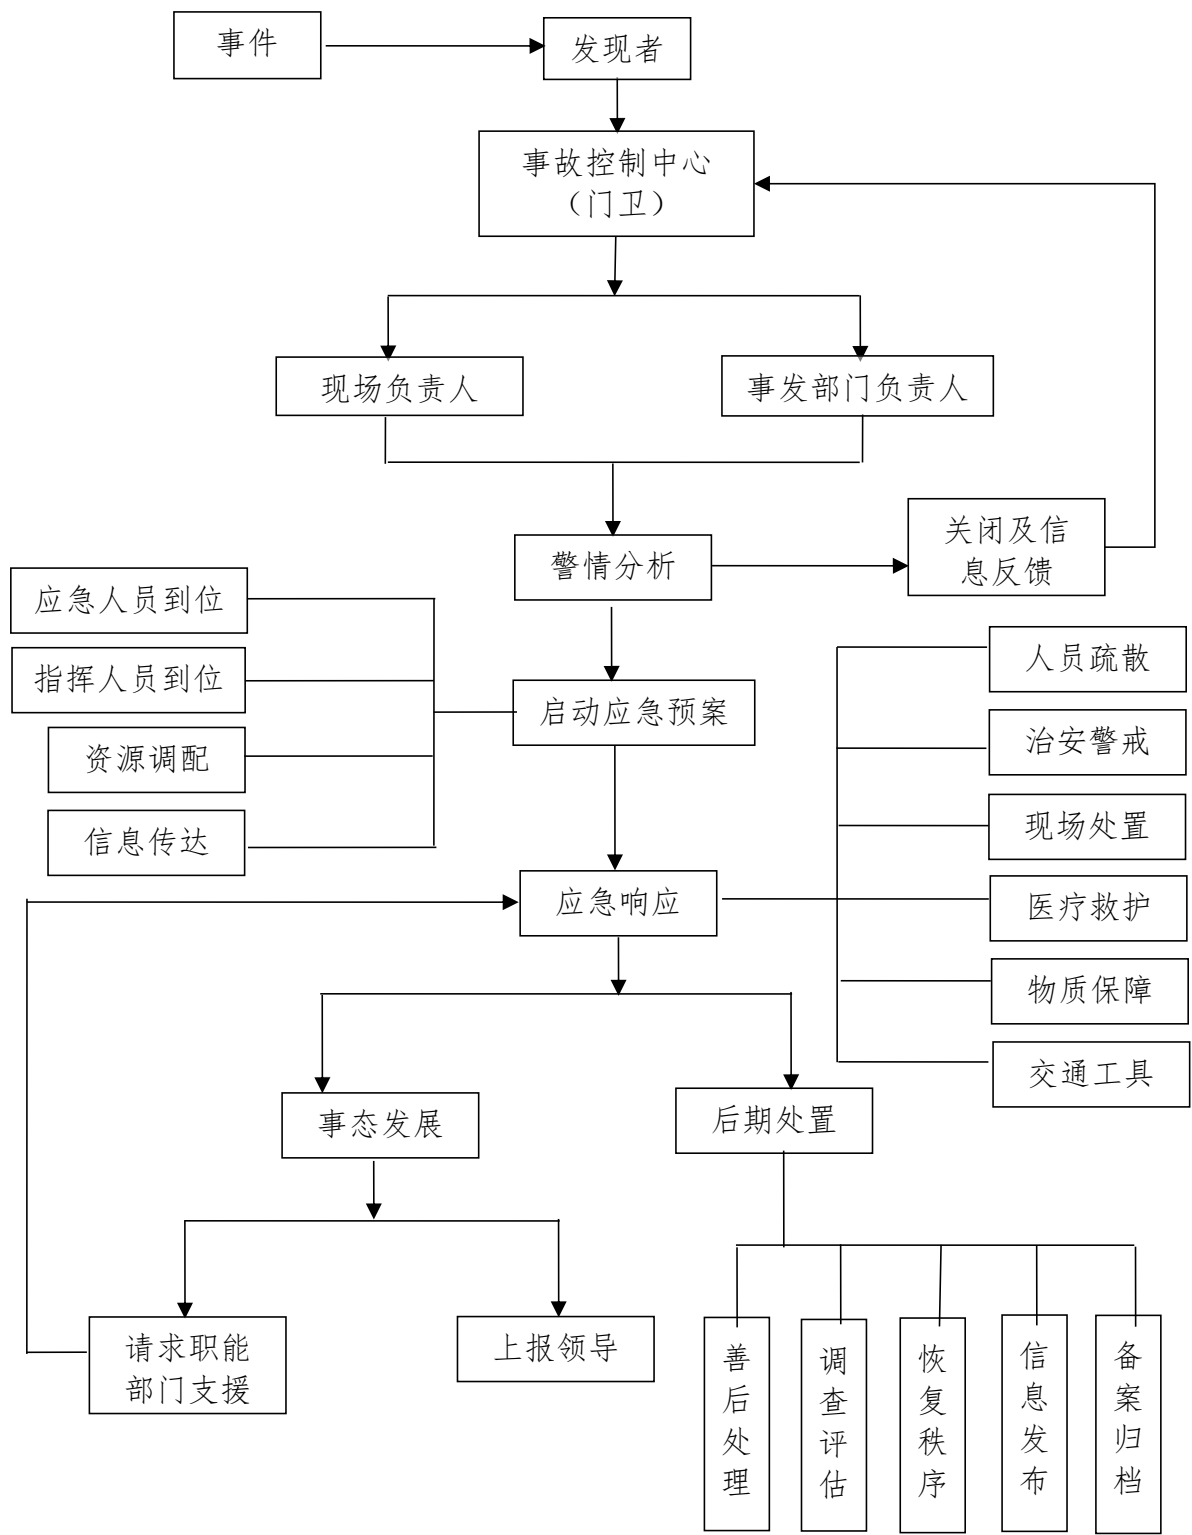 事件
发现者
事故控制中心
（门卫）
现场负责人
事发部门负责人
警情分析
关闭及信
息反馈
应急人员到位
指挥人员到位
资源调配
信息传达
启动应急预案
人员疏散
治安警戒
现场处置
医疗救护
物质保障
交通工具
应急响应
事态发展
后期处置
请求职能
部门支援
上报领导
善后处理
调查评估
恢复秩序
信息发布
备案归档